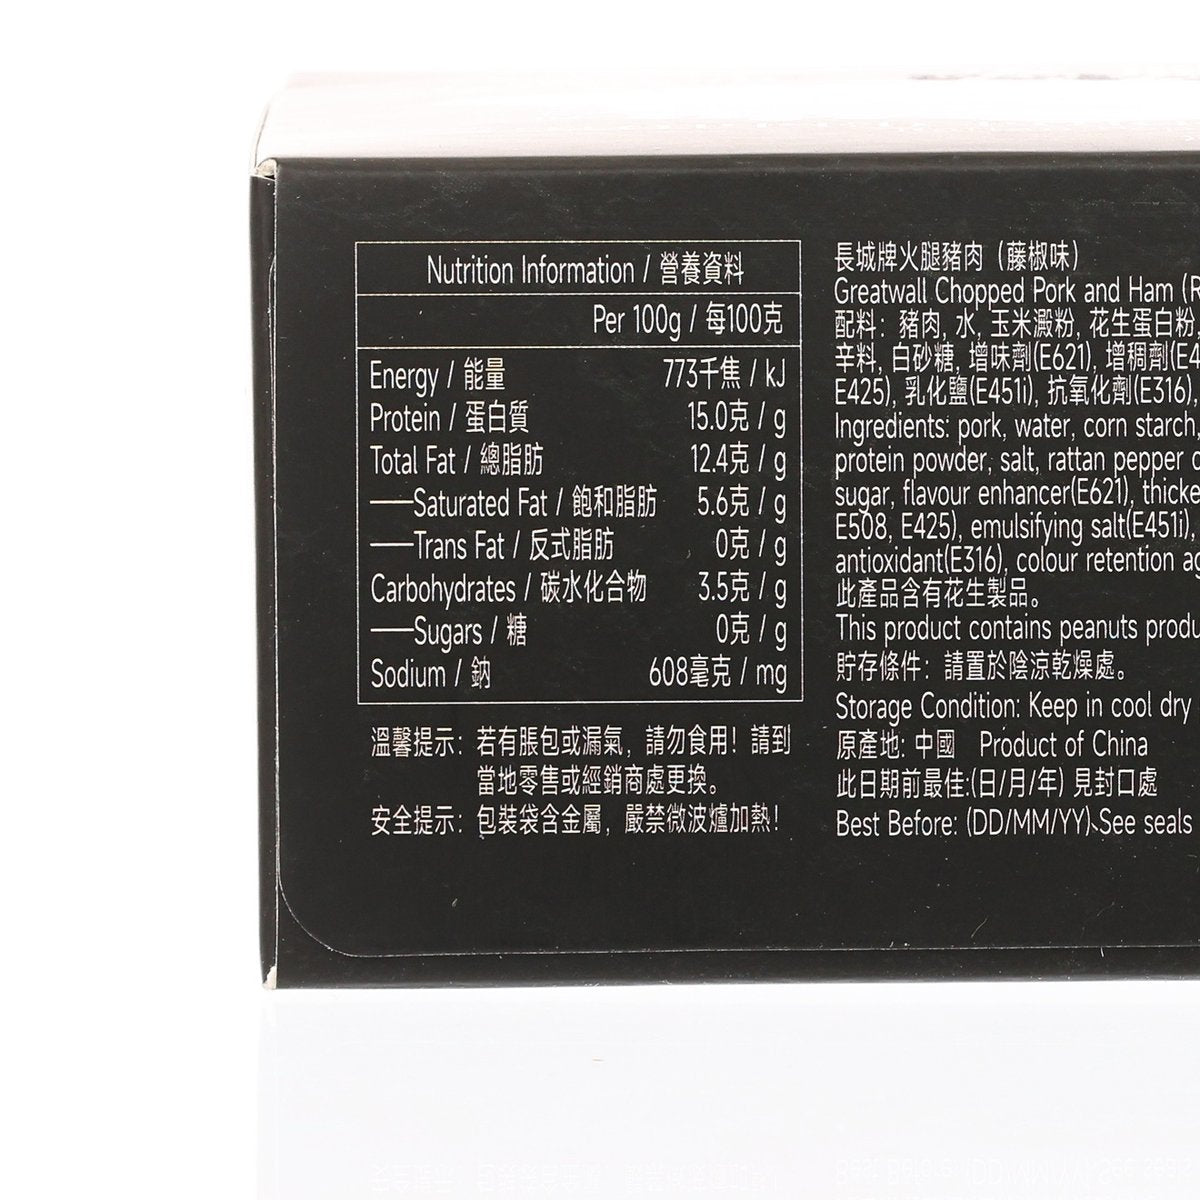 Nutrition Information / 營養資料
Per 100g / 每100克
Energy / 能量 773千焦 / kJ
Protein / 蛋白質 15.0克 / g
Total Fat / 總脂肪 12.4克 / g
——Saturated Fat / 飽和脂肪 5.6克 / g
——Trans Fat / 反式脂肪 0克 / g
Carbohydrates / 碳水化合物 3.5克 / g
——Sugars / 糖 0克 / g
Sodium / 鈉 608毫克 / mg
溫馨提示：若有脹包或漏氣，請勿食用！請到
當地零售或經銷商處更換。
安全提示：包裝袋含金屬，嚴禁微波爐加熱！
長城牌火腿豬肉（藤椒味）
Greatwall Chopped Pork and Ham (R
配料：豬肉, 水, 玉米澱粉, 花生蛋白粉,
辛料, 白砂糖, 增味劑(E621), 增稠劑(E4
E425), 乳化鹽(E451i), 抗氧化劑(E316),
Ingredients: pork, water, corn starch,
protein powder, salt, rattan pepper
sugar, flavour enhancer(E621), thicke
E508, E425), emulsifying salt(E451i),
antioxidant(E316), colour retention ag
此產品含有花生製品。
This product contains peanuts produ
貯存條件：請置於陰涼乾燥處。
Storage Condition: Keep in cool dry
原產地: 中國 Product of China
此日期前最佳:(日/月/年) 見封口處
Best Before: (DD/MM/YY)、See seals